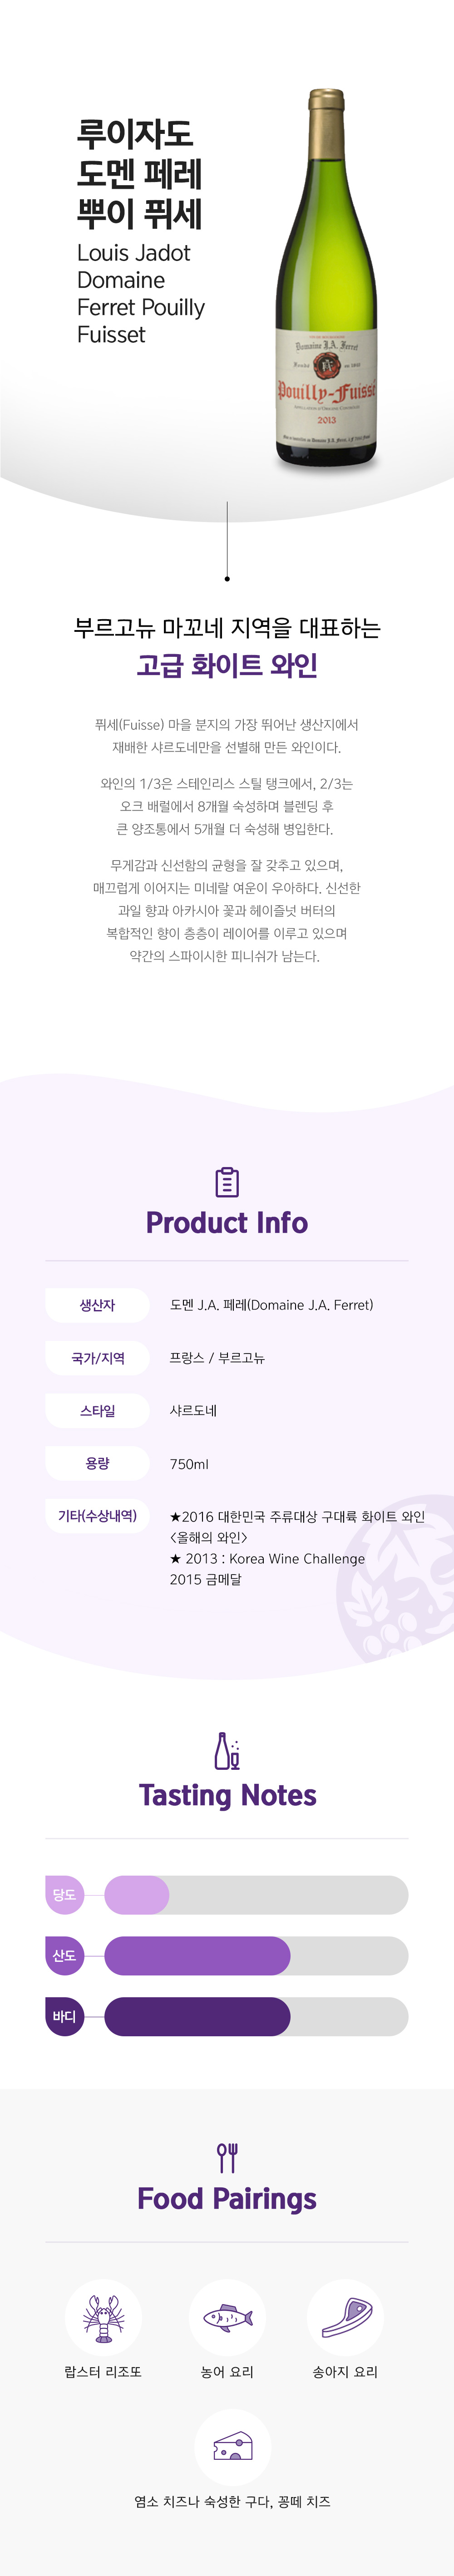 루이자도
도멘 페레
뿌이 퓌세
Louis Jadot
Domaine
Ferret Pouilly
Fuisset
Domaine J.A. Ferret
Pouilly-Fuissé
2013
부르고뉴 마꼬네 지역을 대표하는
고급 화이트 와인
퓌세(Fuisse) 마을 분지의 가장 뛰어난 생산지에서
재배한 샤르도네만을 선별해 만든 와인이다.
와인의 1/3은 스테인리스 스틸 탱크에서, 2/3는
오크 배럴에서 8개월 숙성하며 블렌딩 후
큰 양조통에서 5개월 더 숙성해 병입한다.
무게감과 신선함의 균형을 잘 갖추고 있으며,
매끄럽게 이어지는 미네랄 여운이 우아하다. 신선한
과일 향과 아카시아 꽃과 헤이즐넛 버터의
복합적인 향이 층층이 레이어를 이루고 있으며
약간의 스파이시한 피니쉬가 남는다.
Product Info
생산자
도멘 J.A. 페레(Domaine J.A. Ferret)
국가/지역
프랑스 / 부르고뉴
스타일
샤르도네
용량
750ml
기타(수상내역)
★2016 대한민국 주류대상 구대륙 화이트 와인
<올해의 와인>
★ 2013 : Korea Wine Challenge
2015 금메달
Tasting Notes
당도
산도
바디
Food Pairings
랍스터 리조또
농어 요리
송아지 요리
염소 치즈나 숙성한 구다, 꽁떼 치즈